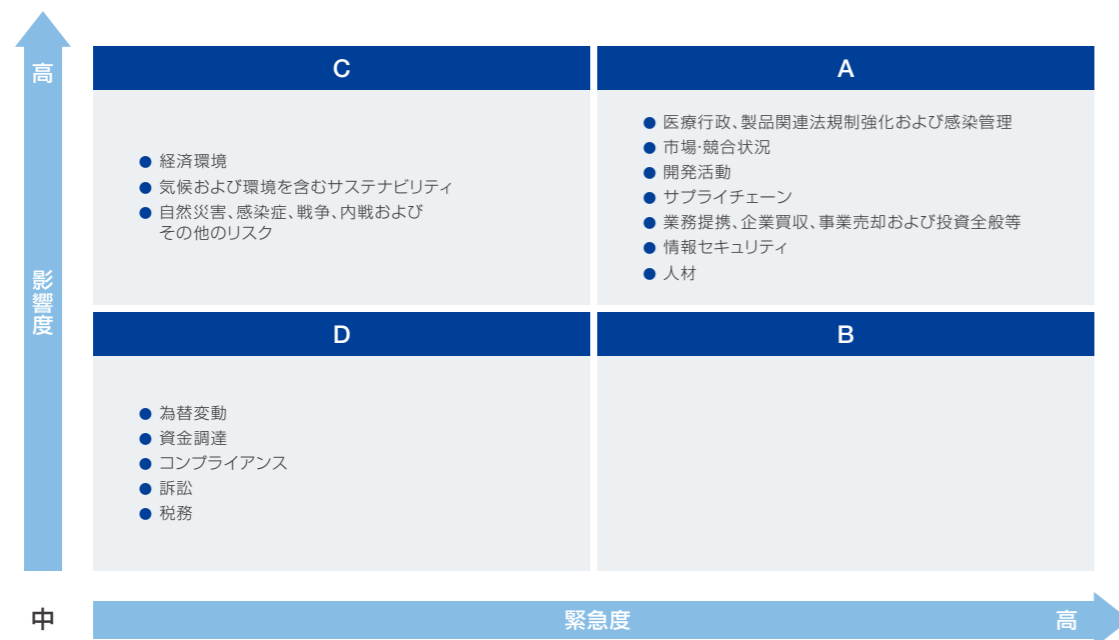 高
影響度
C
● 経済環境
● 気候および環境を含むサステナビリティ
● 自然災害、感染症、戦争、内戦および
その他のリスク
A
● 医療行政、製品関連法規制強化および感染管理
● 市場・競合状況
● 開発活動
● サプライチェーン
● 業務提携、企業買収、事業売却および投資全般等
● 情報セキュリティ
● 人材
D
● 為替変動
● 資金調達
● コンプライアンス
● 訴訟
● 税務
B
中
緊急度
高